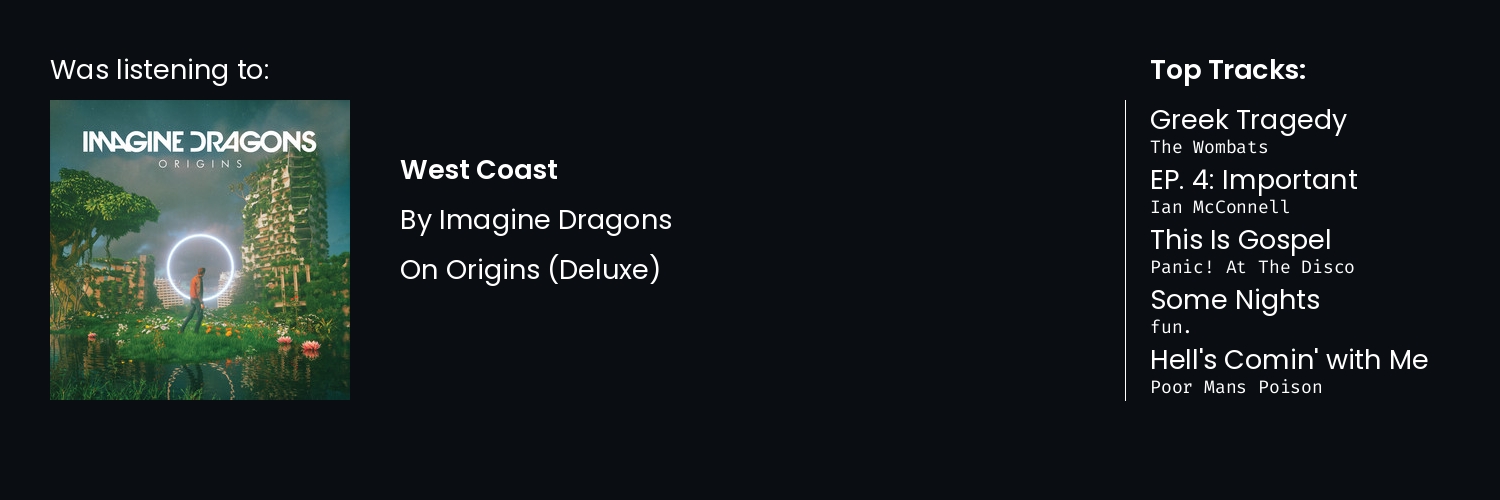 Was listening to:
IMAGINE DRAGONS
ORIGINS
West Coast
By Imagine Dragons
On Origins (Deluxe)
Top Tracks:
Greek Tragedy
The Wombats
EP. 4: Important
Ian McConnell
This Is Gospel
Panic! At The Disco
Some Nights
fun.
Hell's Comin' with Me
Poor Mans Poison